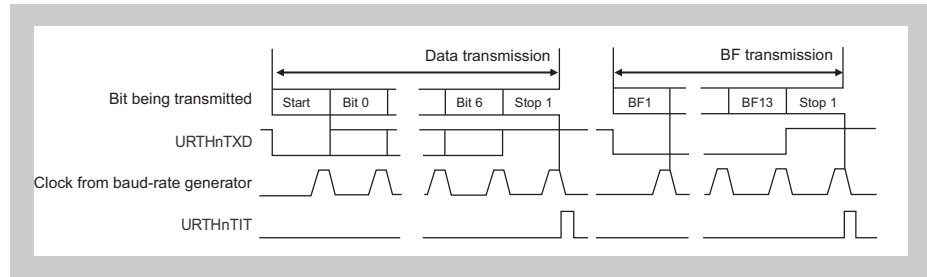 Data transmission BF transmission
Bit being transmitted Start Bit 0 Bit 6 Stop 1 BF1 BF13 Stop 1
URTHnTXD
Clock from baud-rate generator
URTHnTIT